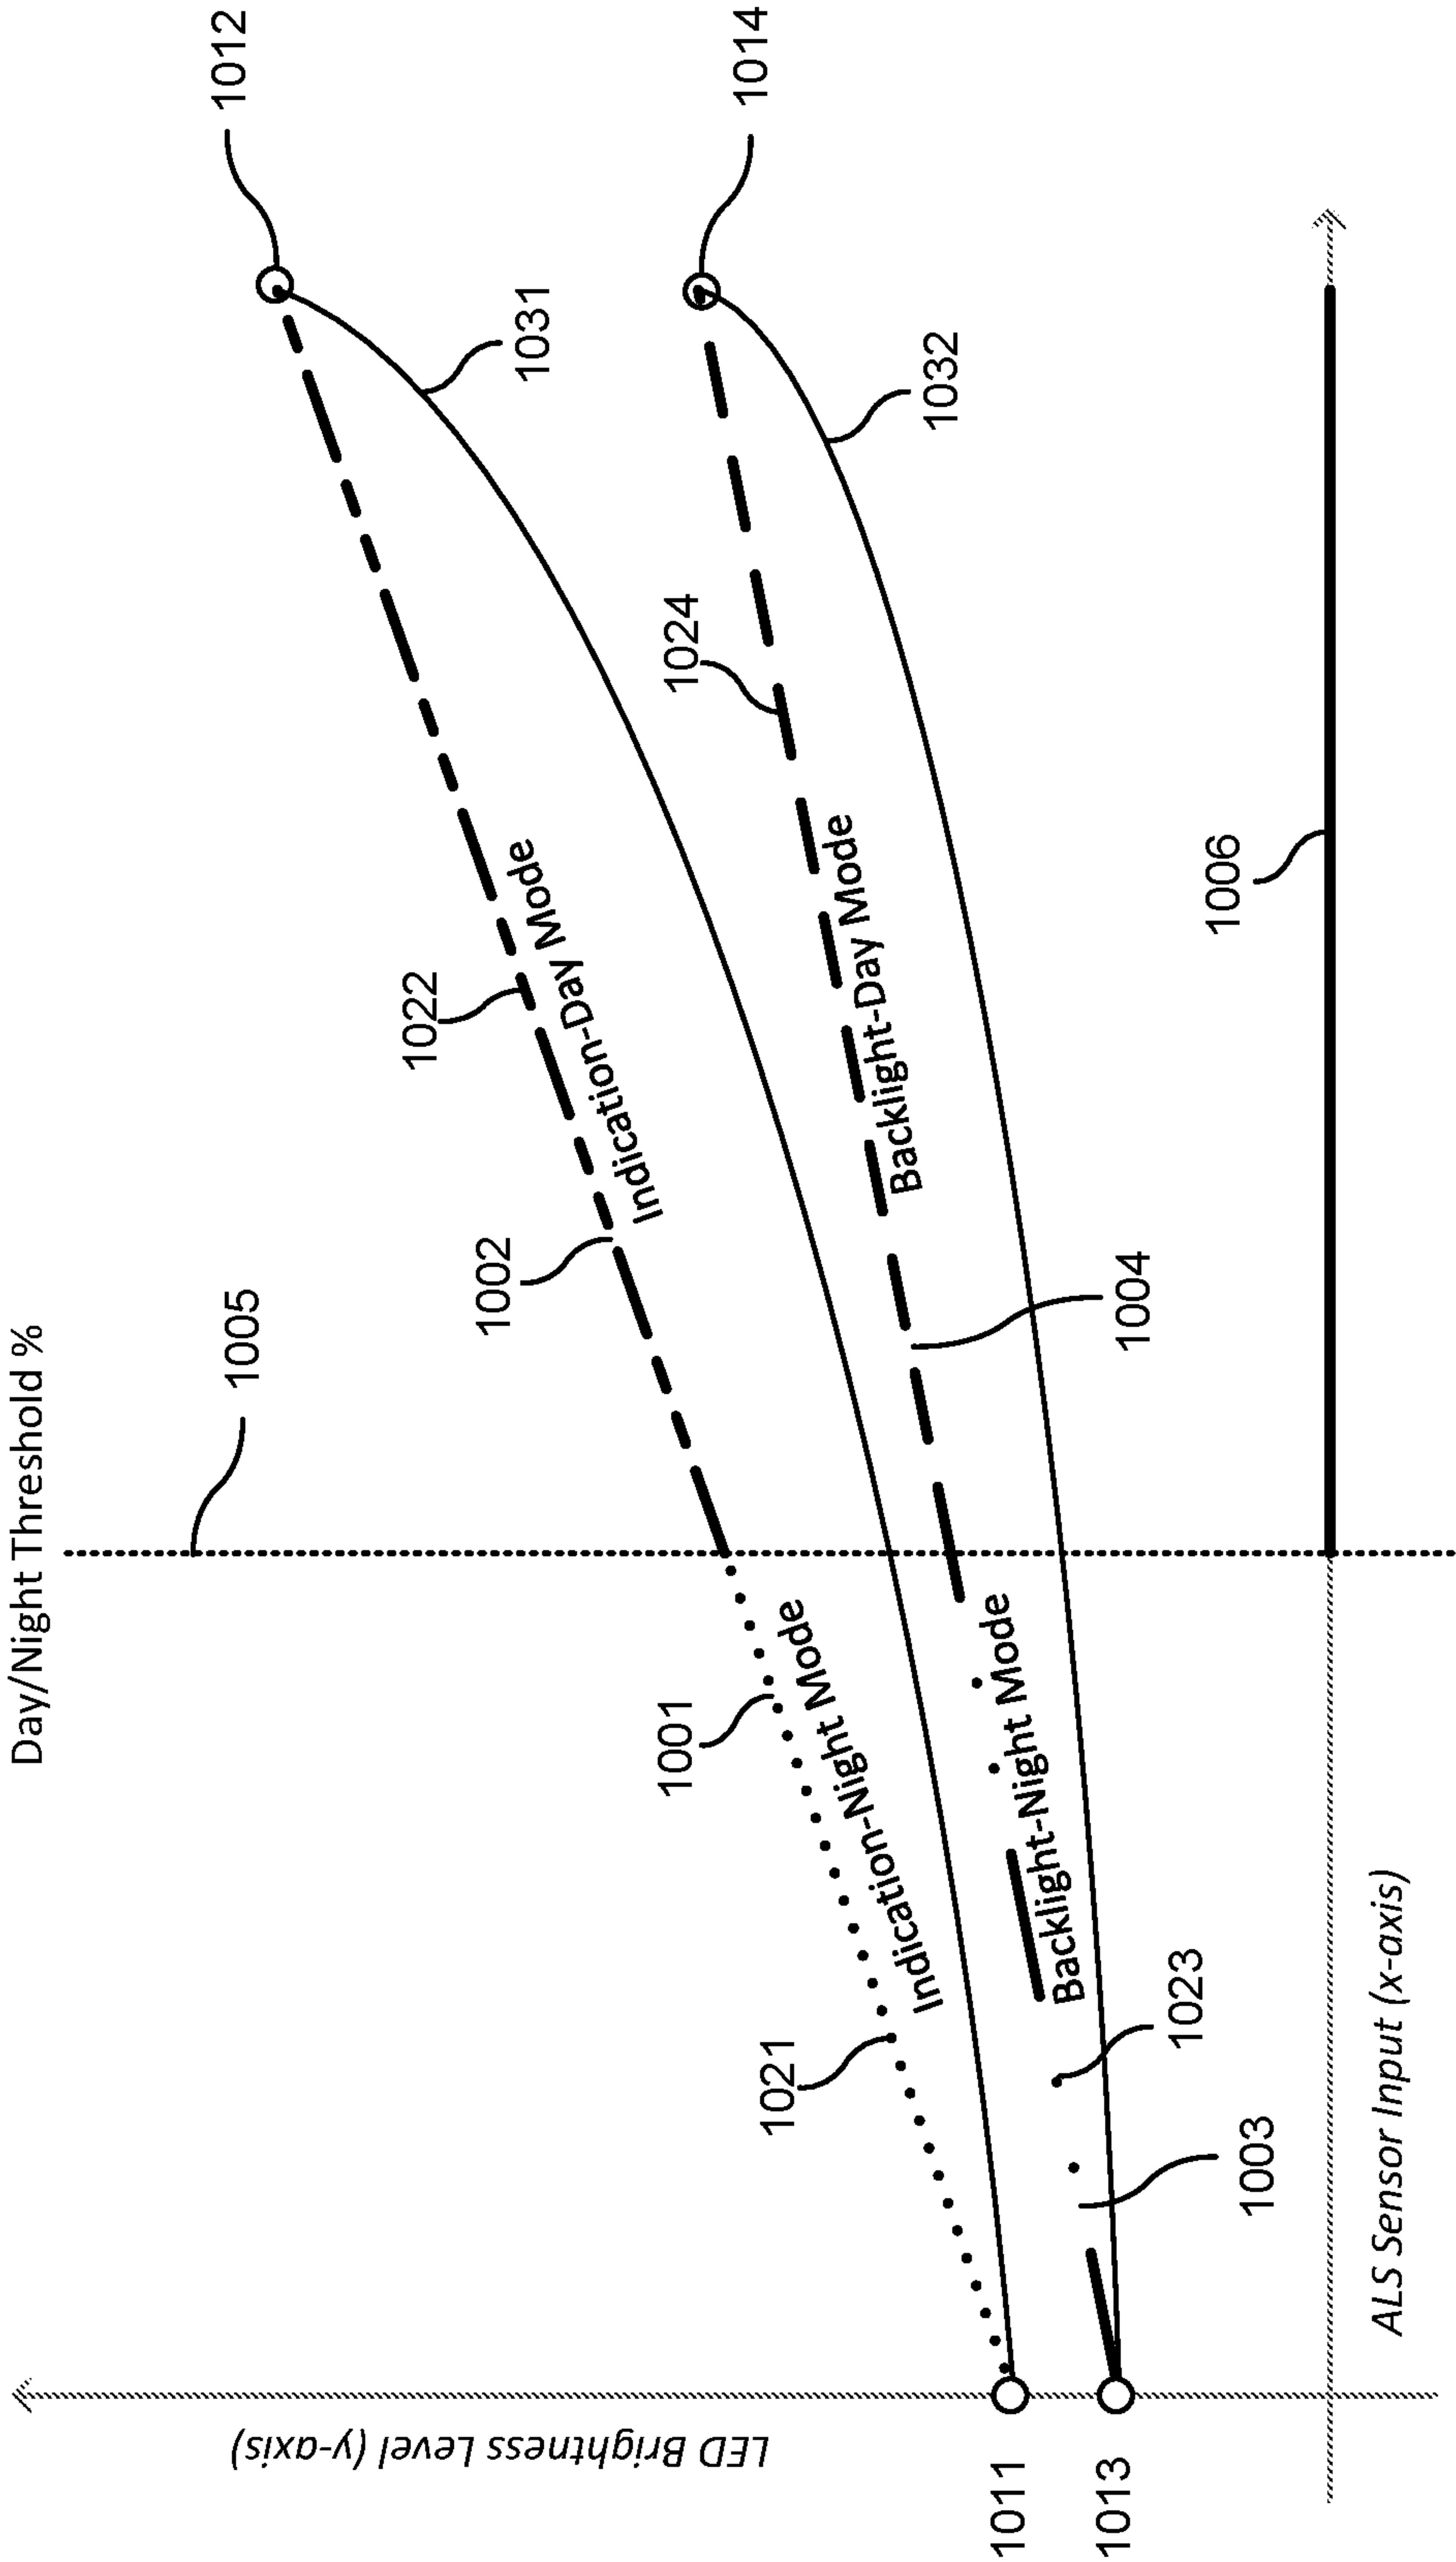 Day/Night Threshold %
1005
1012
1022
1031
1002
Indication-Day Mode
1014
1024
1001
Indication-Night Mode
1021
Backlight-Day Mode
1032
1004
Backlight-Night Mode
1023
1003
1006
LED Brightness Level (y-axis)
1011
1013
ALS Sensor Input (x-axis)